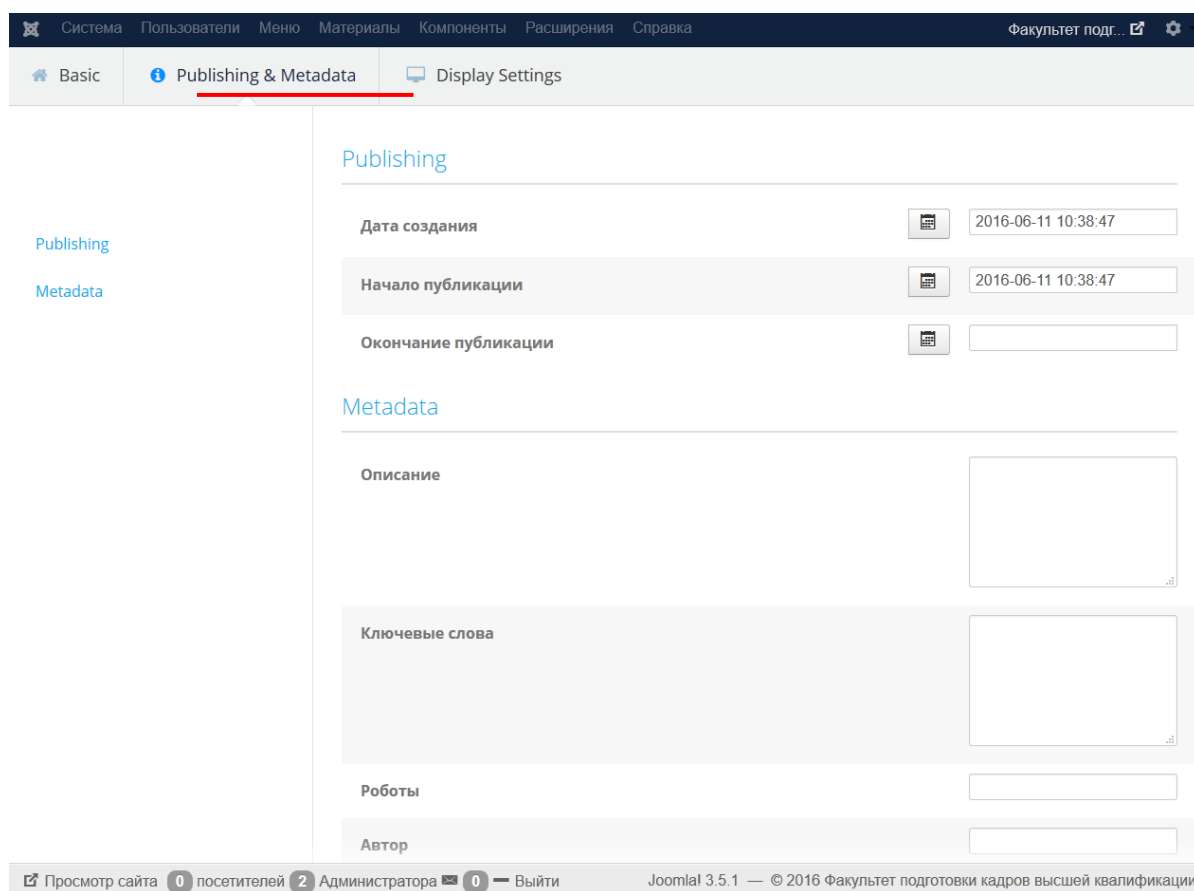 Система Пользователи Меню Материалы Компоненты Расширения Справка Факультет подг...
Basic Publishing & Metadata Display Settings
Publishing
Дата создания 2016-06-11 10:38:47
Publishing
Начало публикации 2016-06-11 10:38:47
Metadata
Окончание публикации
Metadata
Описание
Ключевые слова
Роботы
Автор
Просмотр сайта 0 посетителей 2 Администратора 0 Выйти Joomla! 3.5.1 — © 2016 Факультет подготовки кадров высшей квалификации